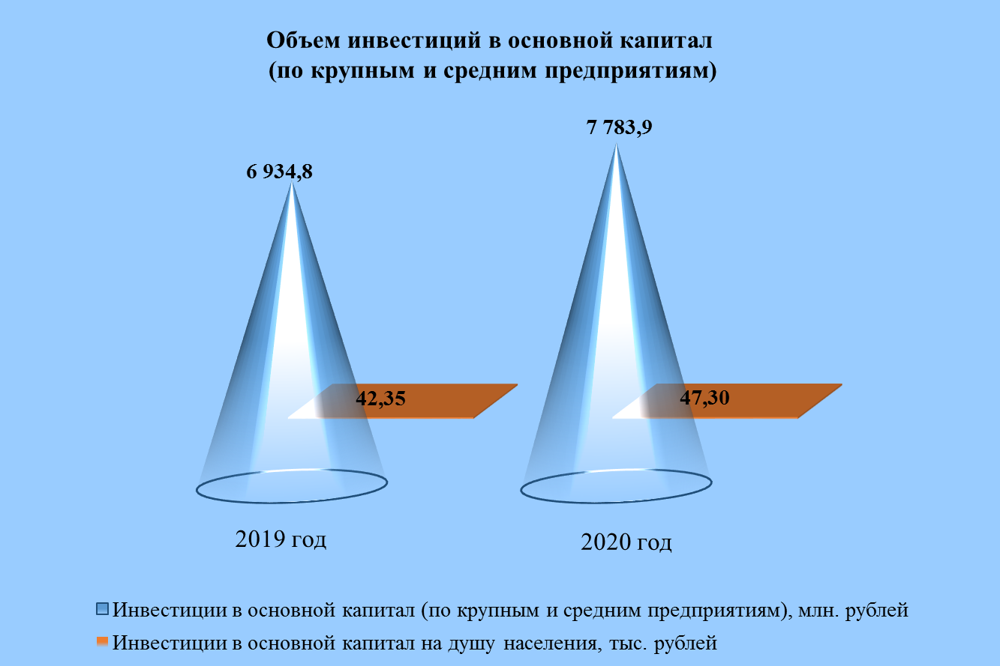 Объем инвестиций в основной капитал
(по крупным и средним предприятиям)
7 783,9
6 934,8
42,35
47,30
2019 год
2020 год
Инвестиции в основной капитал (по крупным и средним предприятиям), млн. рублей
Инвестиции в основной капитал на душу населения, тыс. рублей